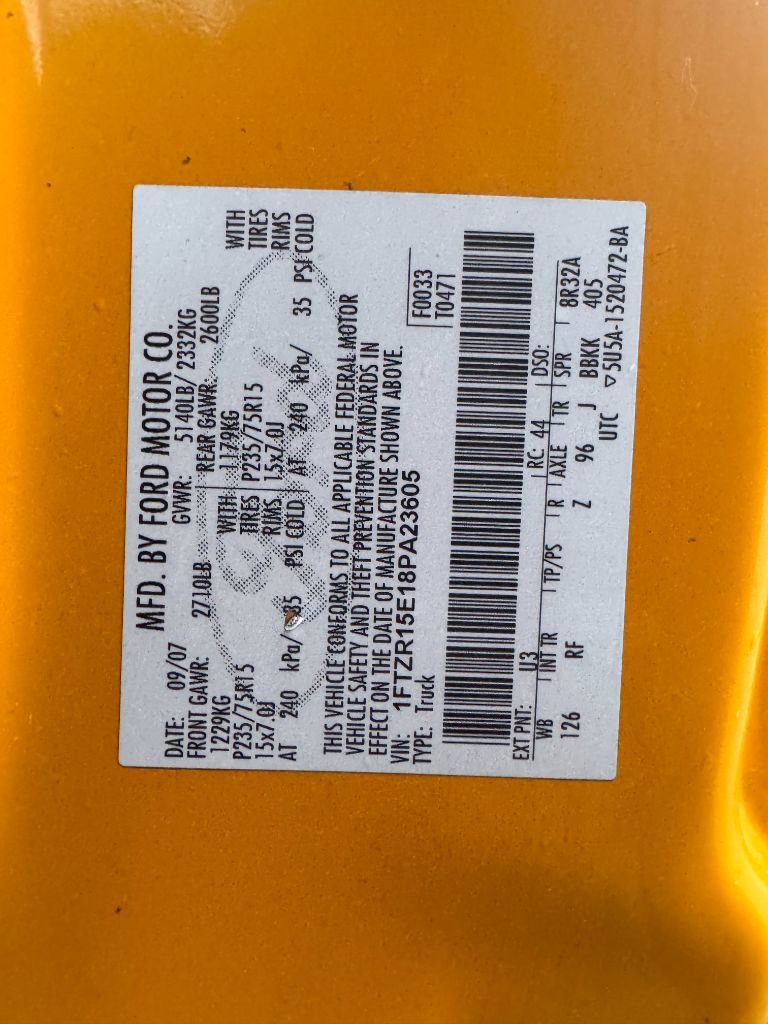 MFD. BY FORD MOTOR CO.
DATE: 09/07 GVWR: 5140LB/ 2332KG
FRONT GAWR: 2710LB REAR GAWR: 2600LB
1229KG WITH 1179KG WITH
P235/75R15 TIRES P235/75R15 TIRES
15x7.0J RIMS 15x7.0J RIMS
AT 240 kPa/ 35 PSI COLD AT 240 kPa/ 35 PSI COLD
THIS VEHICLE CONFORMS TO ALL APPLICABLE FEDERAL MOTOR
VEHICLE SAFETY AND THEFT PREVENTION STANDARDS IN
EFFECT ON THE DATE OF MANUFACTURE SHOWN ABOVE.
VIN: 1FTZR15E18PA23605 F0033
TYPE: Truck T0471
EXT PNT: U3 RC: 44 DSO:
WB INT TR TP/PS R AXLE TR SPR 8R32A
126 RF Z 96 J BBKK 405
UTC ▽5U5A-1520472-BA